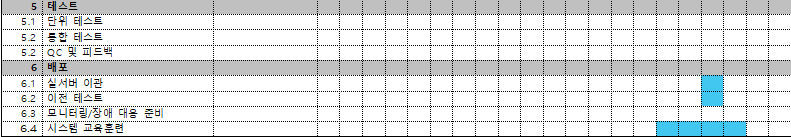 5 테스트
5.1 단위 테스트
5.2 통합 테스트
5.2 QC 및 피드백
6 배포
6.1 실서버 이관
6.2 이전 테스트
6.3 모니터링/장애 대응 준비
6.4 시스템 교육훈련